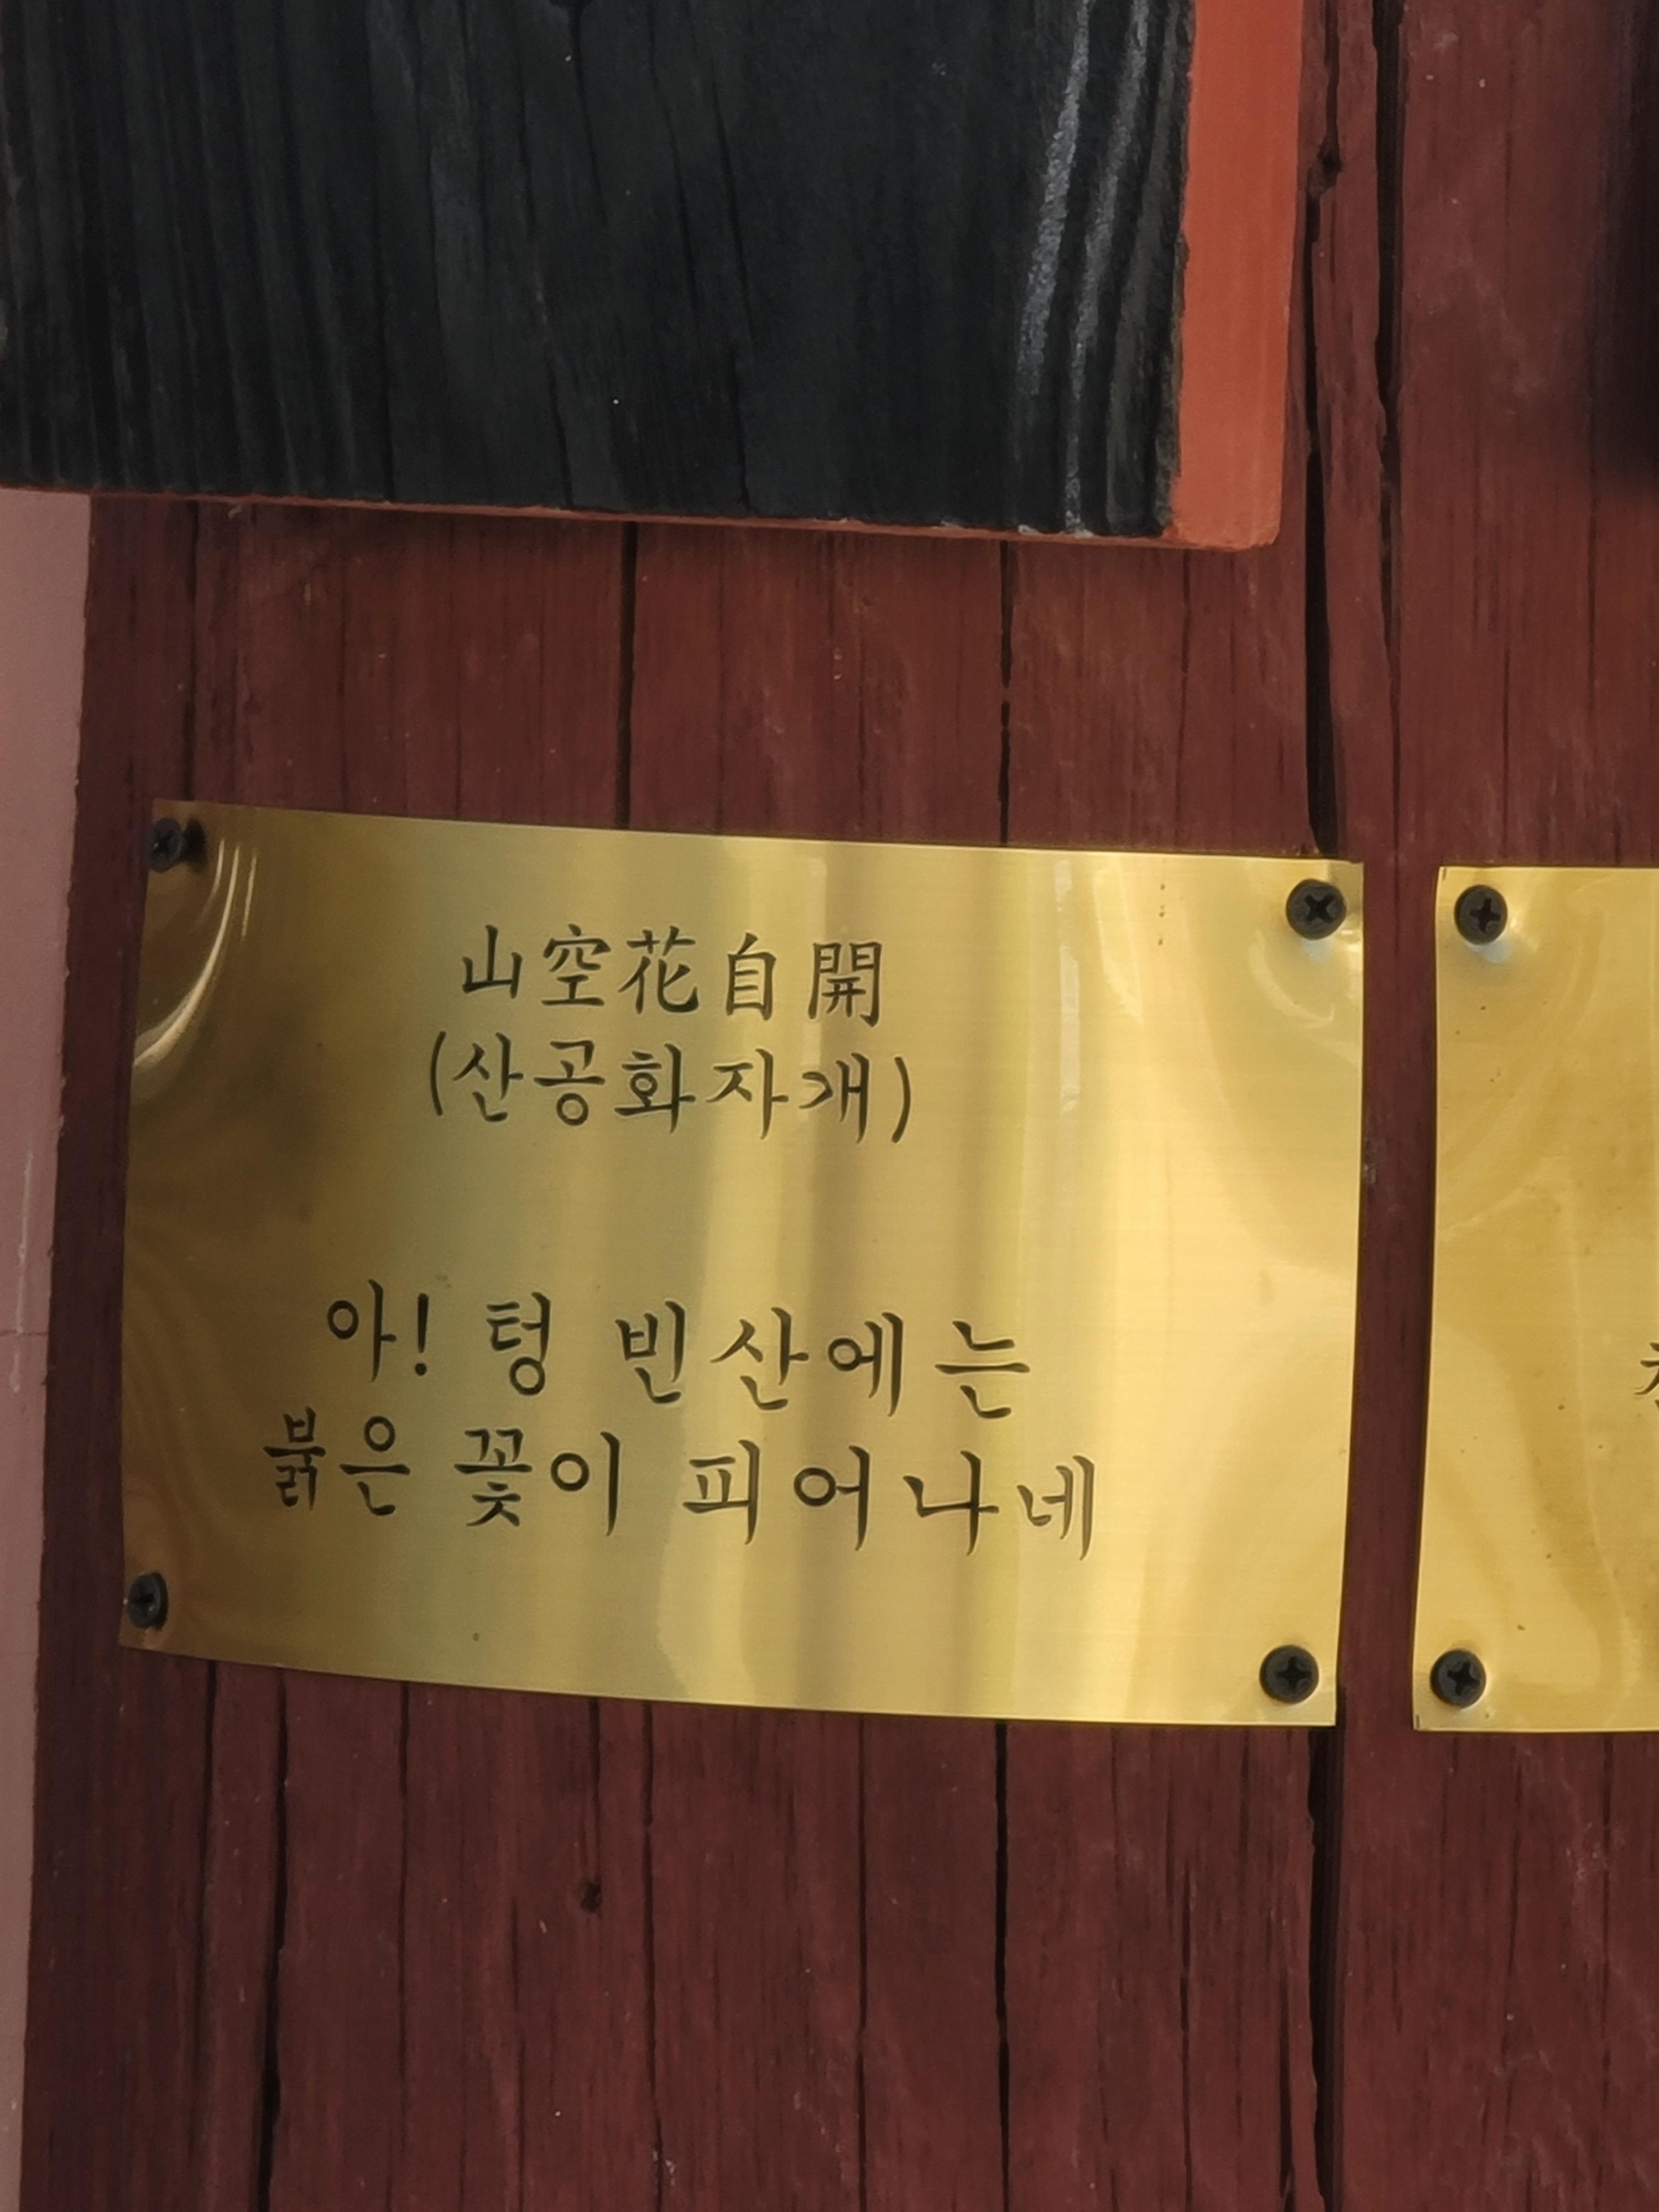 山空花自開
(산공화자개)
아! 텅 빈산에는
붉은 꽃이 피어나네